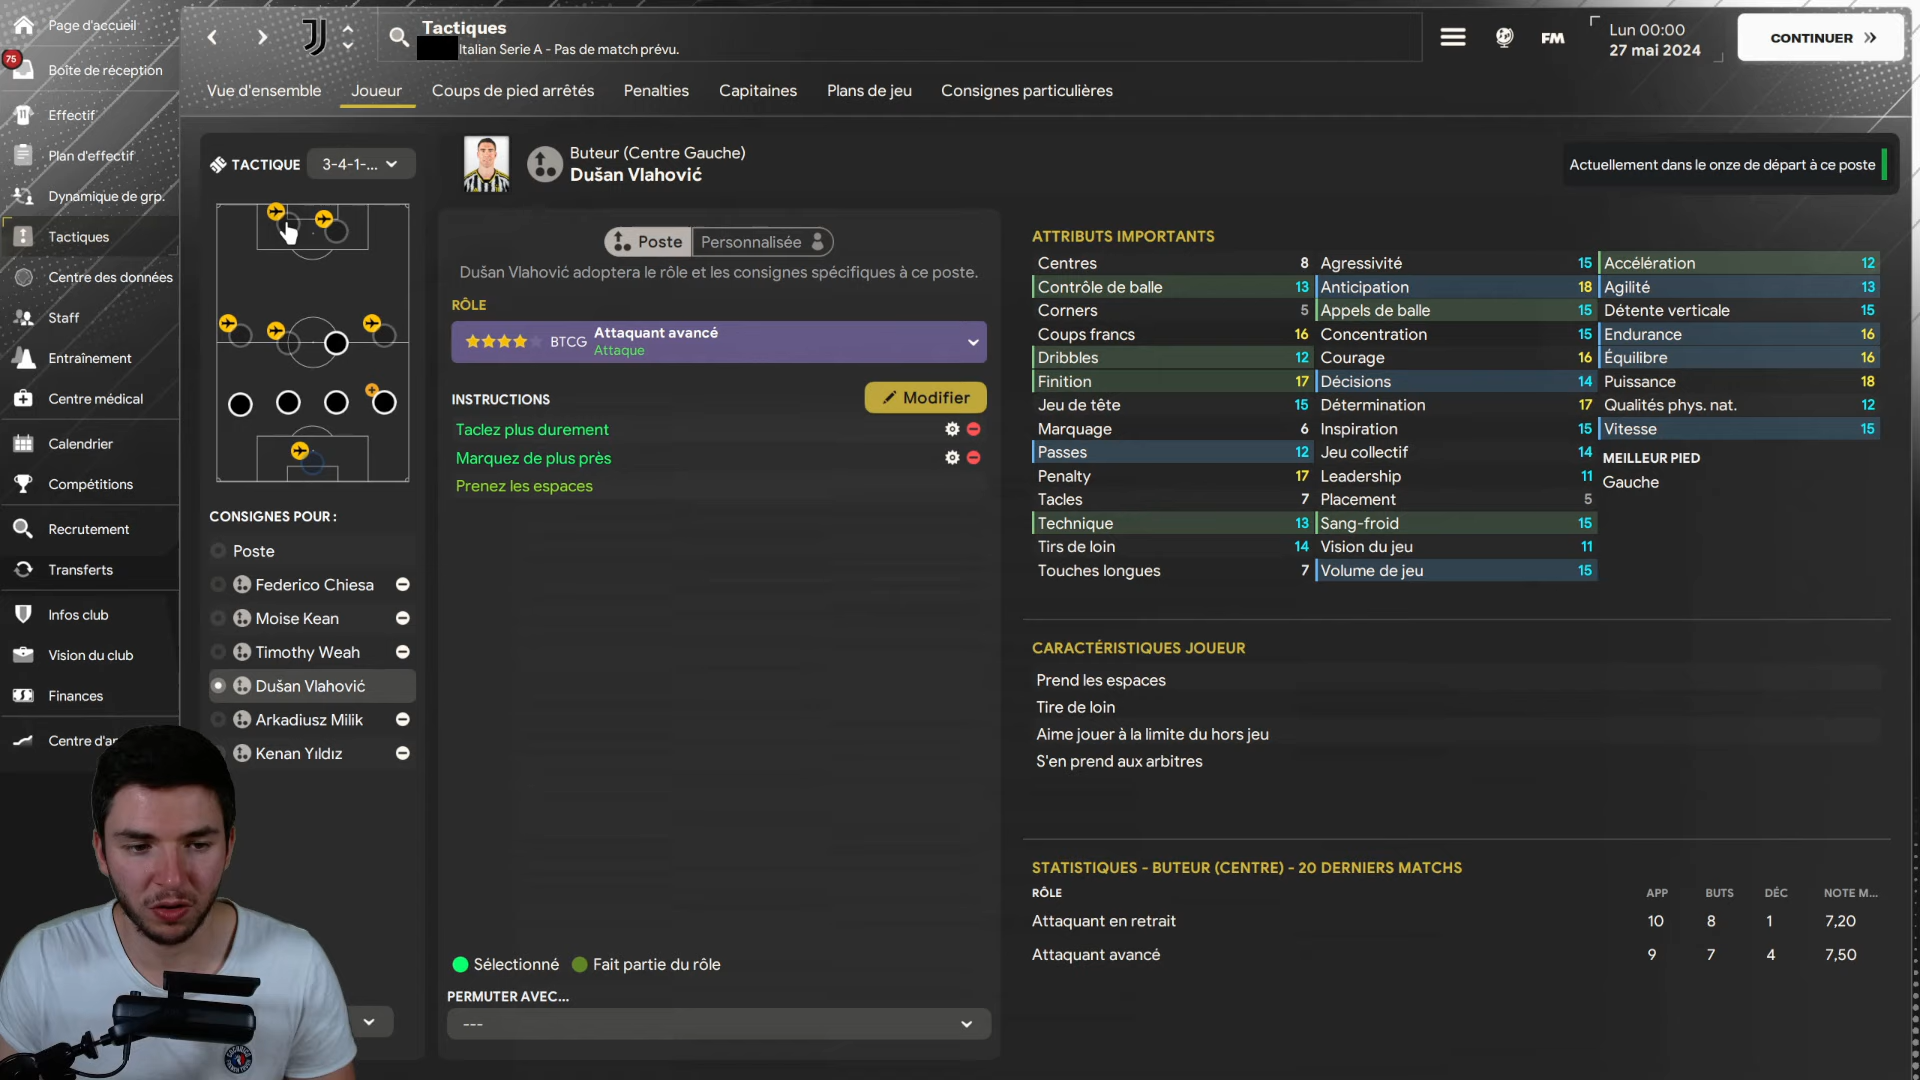 Page d'accueil
76
Boîte de réception
Effectif
Plan d'effectif
Dynamique de grp.
Tactiques
Centre des données
Staff
Entraînement
Centre médical
Calendrier
Compétitions
Recrutement
Transferts
Infos club
Vision du club
Finances
Tactiques
Italian Serie A - Pas de match prévu.
FM
Lun 00:00
27 mai 2024
CONTINUER
Vue d'ensemble
Joueur
Coups de pied arrêtés
Penalties
Capitaines
Plans de jeu
Consignes particulières
TACTIQUE
3-4-1-...
CONSIGNES POUR :
Poste
Federico Chiesa
Moise Kean
Timothy Weah
Dušan Vlahović
Arkadiusz Milik
Kenan Yıldız
Buteur (Centre Gauche)
Dušan Vlahović
Actuellement dans le onze de départ à ce poste
Poste
Personnalisée
Dušan Vlahović adoptera le rôle et les consignes spécifiques à ce poste.
RÔLE
BTCG
Attaquant avancé
Attaque
INSTRUCTIONS
Modifier
Taclez plus durement
Marquez de plus près
Prenez les espaces
Sélectionné
Fait partie du rôle
PERMUTER AVEC...
---
ATTRIBUTS IMPORTANTS
Centres 8 Agressivité 15 Accélération 12
Contrôle de balle 13 Anticipation 18 Agilité 13
Corners 5 Appels de balle 15 Détente verticale 15
Coups francs 16 Concentration 15 Endurance 16
Dribbles 12 Courage 16 Équilibre 16
Finition 17 Décisions 14 Puissance 18
Jeu de tête 15 Détermination 17 Qualités phys. nat. 12
Marquage 6 Inspiration 15 Vitesse 15
Passes 12 Jeu collectif 14 MEILLEUR PIED
Penalty 17 Leadership 11 Gauche
Tacles 7 Placement 5
Technique 13 Sang-froid 15
Tirs de loin 14 Vision du jeu 11
Touches longues 7 Volume de jeu 15
CARACTÉRISTIQUES JOUEUR
Prend les espaces
Tire de loin
Aime jouer à la limite du hors jeu
S'en prend aux arbitres
STATISTIQUES - BUTEUR (CENTRE) - 20 DERNIERS MATCHS
RÔLE APP BUTS DÉC NOTE M...
Attaquant en retrait 10 8 1 7,20
Attaquant avancé 9 7 4 7,50